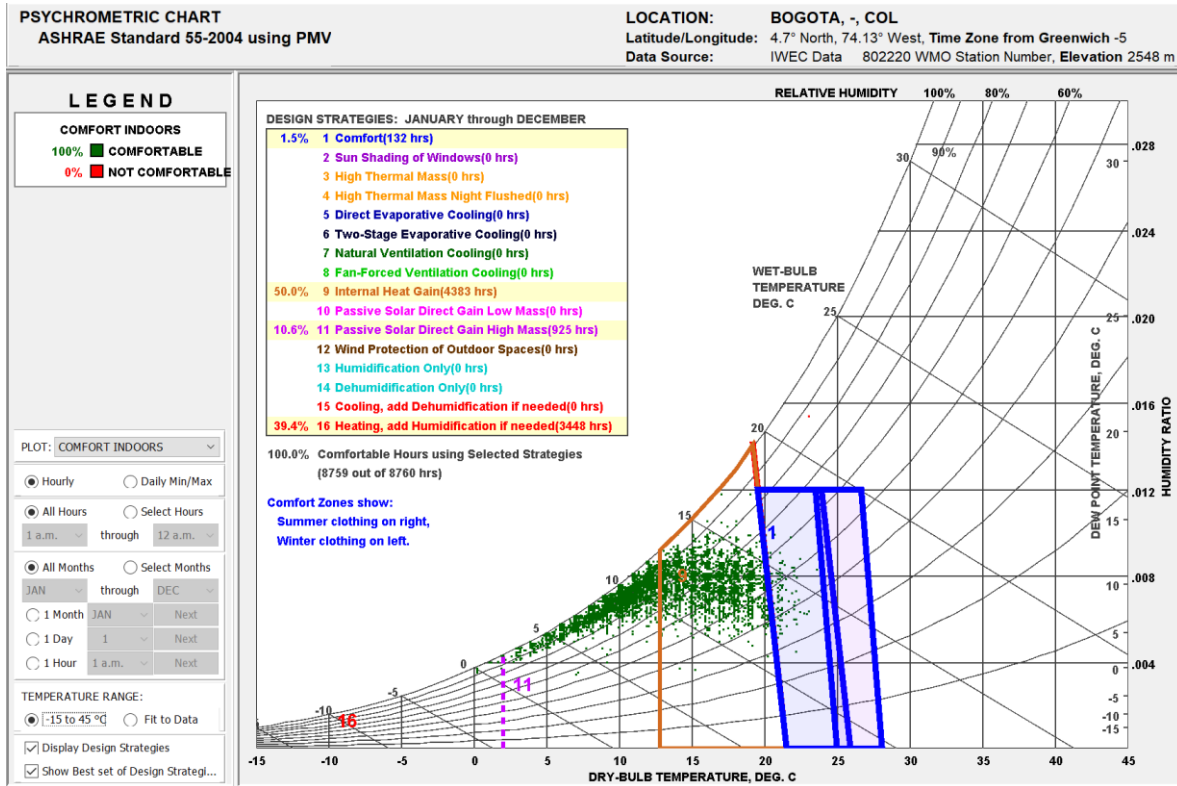 PSYCHROMETRIC CHART
ASHRAE Standard 55-2004 using PMV
LOCATION: BOGOTA, -, COL
Latitude/Longitude: 4.7° North, 74.13° West, Time Zone from Greenwich -5
Data Source: IWEC Data 802220 WMO Station Number, Elevation 2548 m
LEGEND
COMFORT INDOORS
100% COMFORTABLE
0% NOT COMFORTABLE
PLOT: COMFORT INDOORS
Hourly Daily Min/Max
All Hours Select Hours
1 a.m. through 12 a.m.
All Months Select Months
JAN through DEC
1 Month JAN Next
1 Day 1 Next
1 Hour 1 a.m. Next
TEMPERATURE RANGE:
-15 to 45 °C Fit to Data
Display Design Strategies
Show Best set of Design Strategi...
RELATIVE HUMIDITY 100% 80% 60%
90%
DESIGN STRATEGIES: JANUARY through DECEMBER
1.5% 1 Comfort(132 hrs)
2 Sun Shading of Windows(0 hrs)
3 High Thermal Mass(0 hrs)
4 High Thermal Mass Night Flushed(0 hrs)
5 Direct Evaporative Cooling(0 hrs)
6 Two-Stage Evaporative Cooling(0 hrs)
7 Natural Ventilation Cooling(0 hrs)
8 Fan-Forced Ventilation Cooling(0 hrs)
50.0% 9 Internal Heat Gain(4383 hrs)
10 Passive Solar Direct Gain Low Mass(0 hrs)
10.6% 11 Passive Solar Direct Gain High Mass(925 hrs)
12 Wind Protection of Outdoor Spaces(0 hrs)
13 Humidification Only(0 hrs)
14 Dehumidification Only(0 hrs)
15 Cooling, add Dehumidfication if needed(0 hrs)
39.4% 16 Heating, add Humidification if needed(3448 hrs)
100.0% Comfortable Hours using Selected Strategies
(8759 out of 8760 hrs)
Comfort Zones show:
Summer clothing on right,
Winter clothing on left.
WET-BULB
TEMPERATURE
DEG. C
-10
-5
0
5
10
15
20
25
30
1
9
11
16
30
25
20
15
10
5
0
-5
-10
-15
DEW POINT TEMPERATURE, DEG. C
.028
.024
.020
.016
.012
.008
.004
HUMIDITY RATIO
-15 -10 -5 0 5 10 15 20 25 30 35 40 45
DRY-BULB TEMPERATURE, DEG. C